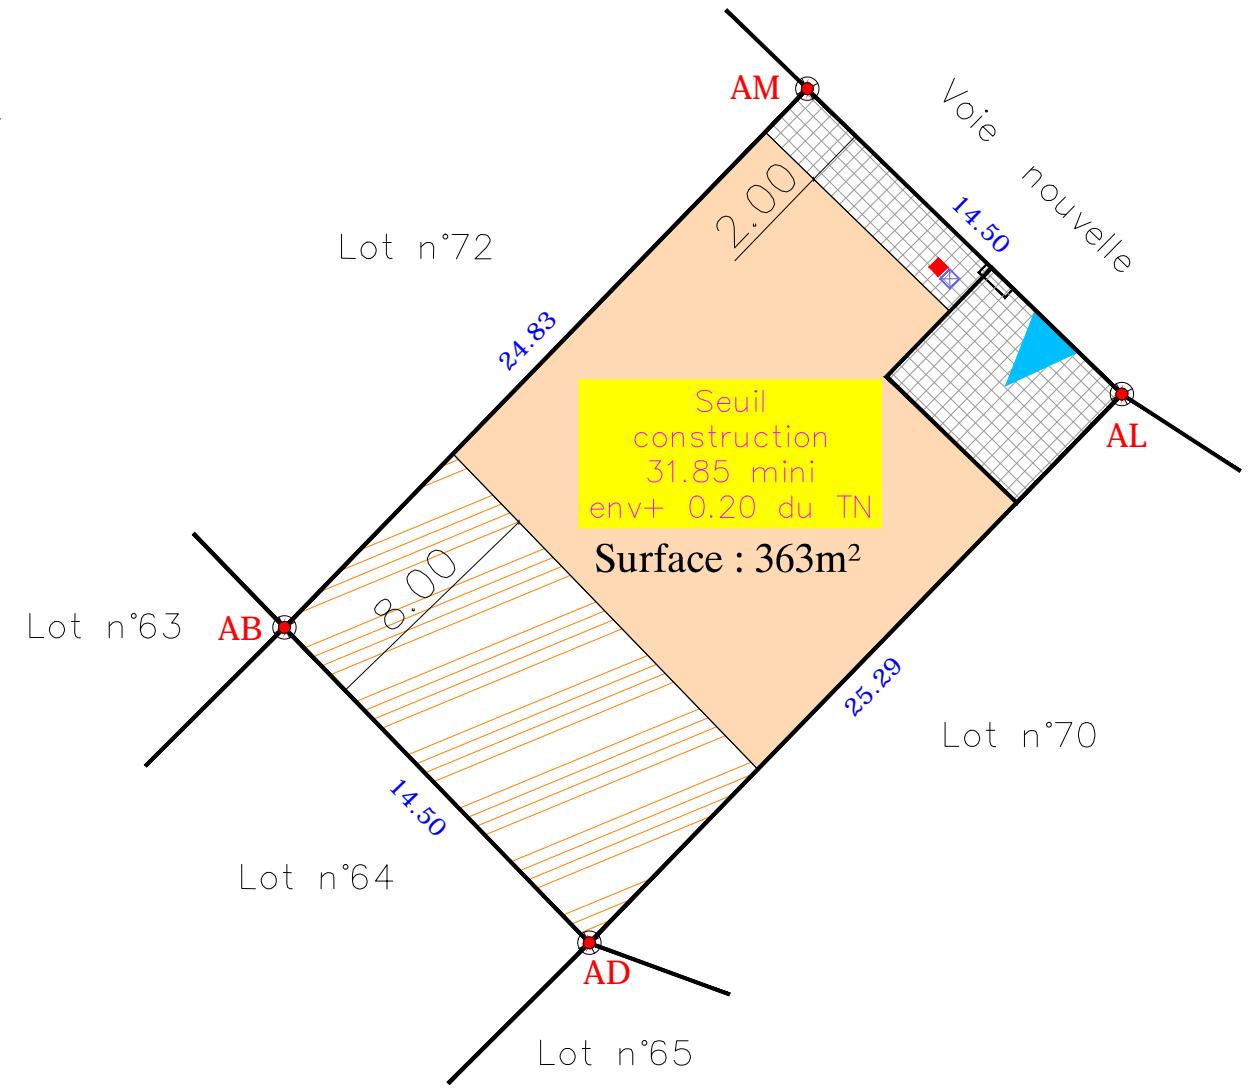 AM
Voie nouvelle
14.50
2.00
Lot n°72
24.83
AL
Seuil
construction
31.85 mini
env+ 0.20 du TN
Surface : 363m²
8.00
Lot n°63
AB
25.29
Lot n°70
14.50
Lot n°64
AD
Lot n°65